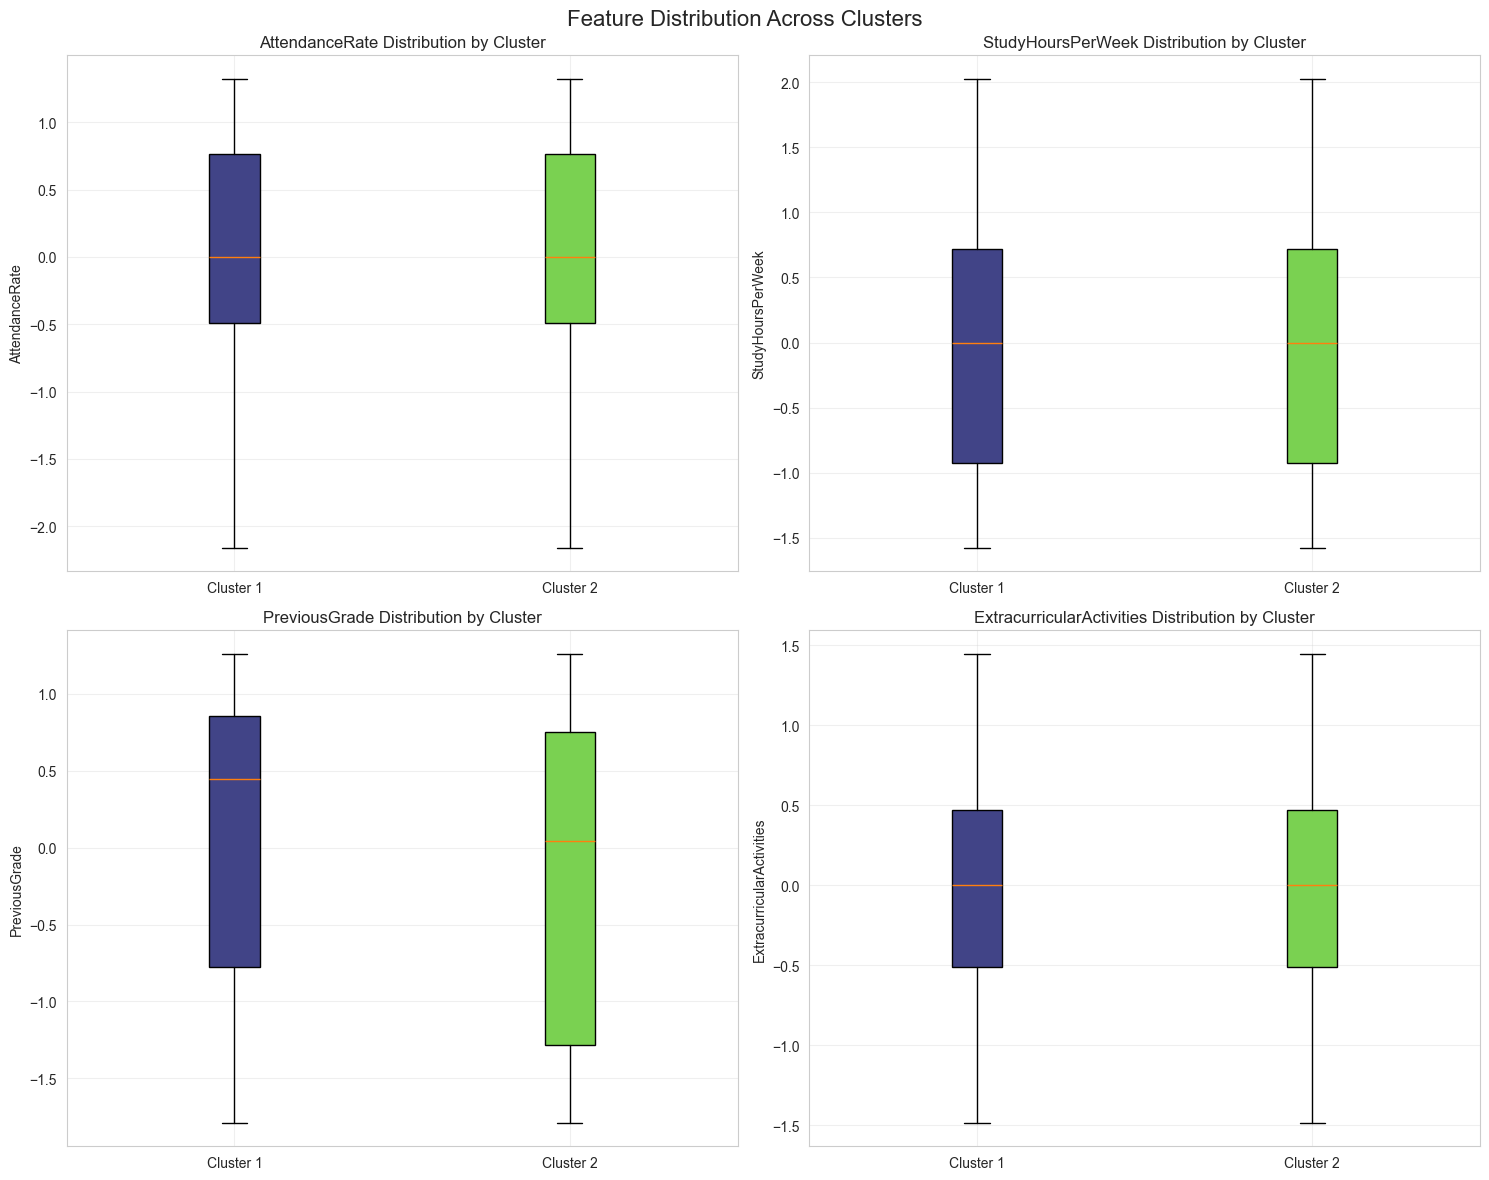 Feature Distribution Across Clusters
AttendanceRate Distribution by Cluster
AttendanceRate
1.0
0.5
0.0
−0.5
−1.0
−1.5
−2.0
Cluster 1
Cluster 2
StudyHoursPerWeek Distribution by Cluster
StudyHoursPerWeek
2.0
1.5
1.0
0.5
0.0
−0.5
−1.0
−1.5
Cluster 1
Cluster 2
PreviousGrade Distribution by Cluster
PreviousGrade
1.0
0.5
0.0
−0.5
−1.0
−1.5
Cluster 1
Cluster 2
ExtracurricularActivities Distribution by Cluster
ExtracurricularActivities
1.5
1.0
0.5
0.0
−0.5
−1.0
−1.5
Cluster 1
Cluster 2